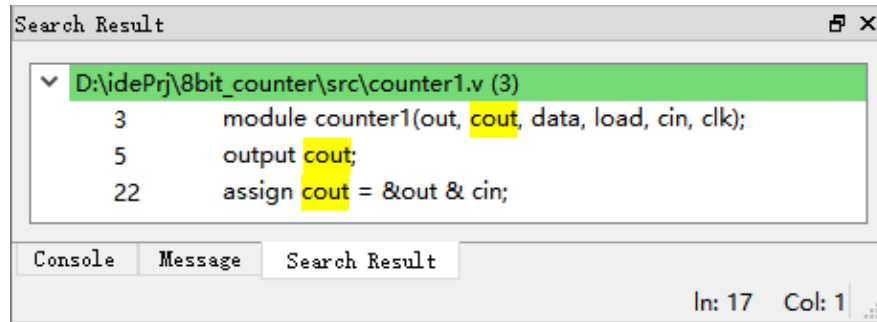 Search Result
D:\idePrj\8bit_counter\src\counter1.v (3)
3 module counter1(out, cout, data, load, cin, clk);
5 output cout;
22 assign cout = &out & cin;
Console Message Search Result
ln: 17 Col: 1